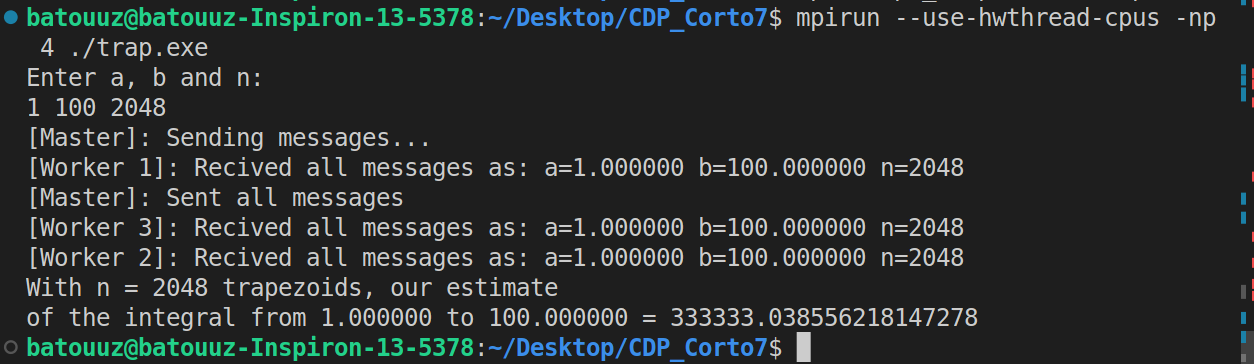 batouuz@batouuz-Inspiron-13-5378:~/Desktop/CDP_Corto7$ mpirun --use-hwthread-cpus -np
4 ./trap.exe
Enter a, b and n:
1 100 2048
[Master]: Sending messages...
[Worker 1]: Recived all messages as: a=1.000000 b=100.000000 n=2048
[Master]: Sent all messages
[Worker 3]: Recived all messages as: a=1.000000 b=100.000000 n=2048
[Worker 2]: Recived all messages as: a=1.000000 b=100.000000 n=2048
With n = 2048 trapezoids, our estimate
of the integral from 1.000000 to 100.000000 = 333333.038556218147278
batouuz@batouuz-Inspiron-13-5378:~/Desktop/CDP_Corto7$